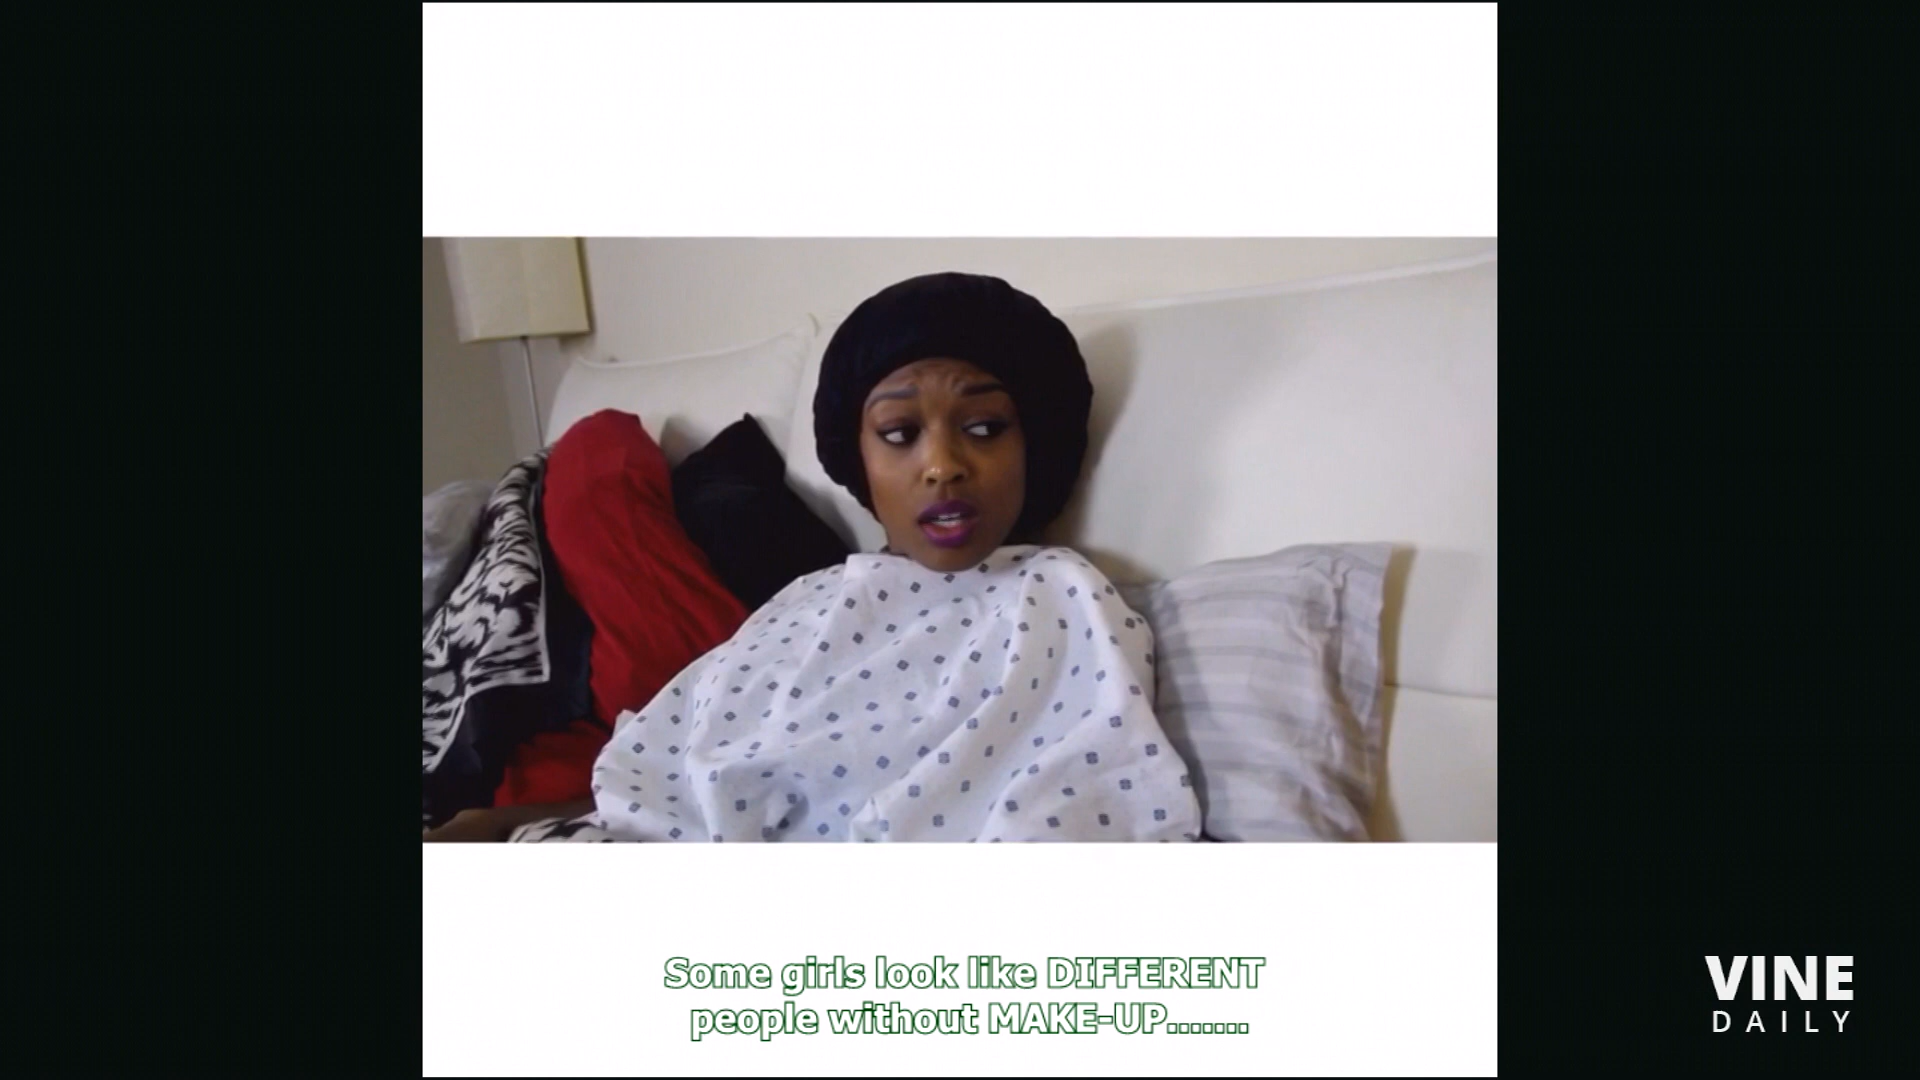 Some girls look like DIFFERENT
people without MAKE-UP.......
VINE
DAILY